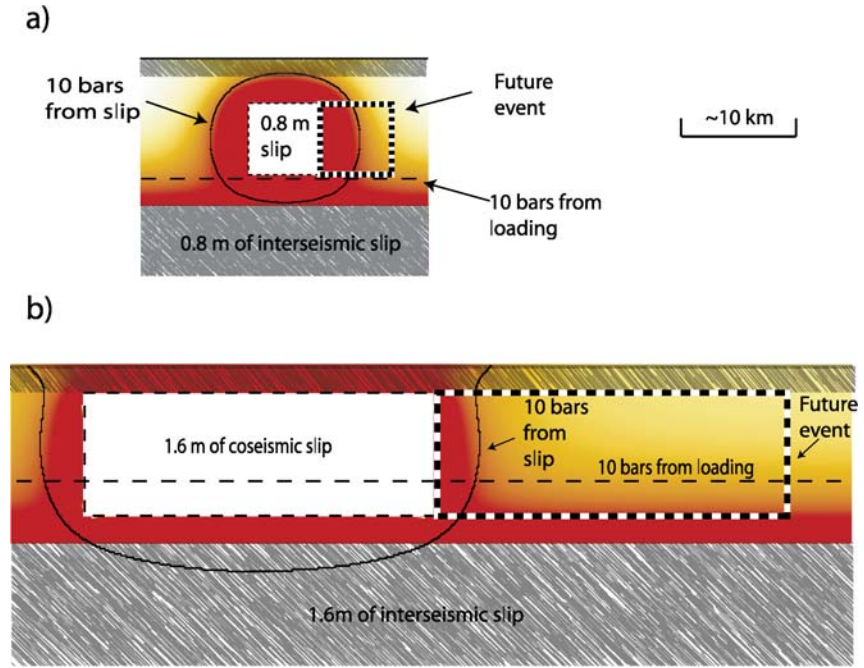 a)
10 bars
from slip
0.8 m
slip
Future
event
~10 km
10 bars from
loading
0.8 m of interseismic slip
b)
1.6 m of coseismic slip
10 bars
from
slip
Future
event
10 bars from loading
1.6m of interseismic slip